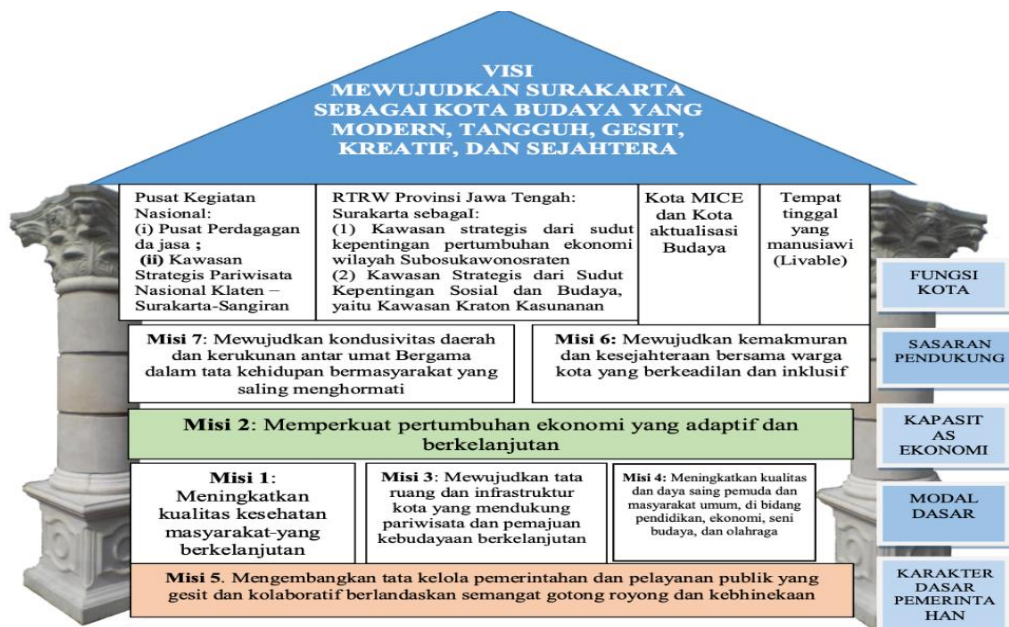 VISI
MEWUJUDKAN SURAKARTA
SEBAGAI KOTA BUDAYA YANG
MODERN, TANGGUH, GESIT,
KREATIF, DAN SEJAHTERA
Pusat Kegiatan
Nasional:
(i) Pusat Perdagagan
da jasa ;
(ii) Kawasan
Strategis Pariwisata
Nasional Klaten –
Surakarta-Sangiran
RTRW Provinsi Jawa Tengah:
Surakarta sebagaI:
(1) Kawasan strategis dari sudut
kepentingan pertumbuhan ekonomi
wilayah Subosukawonosraten
(2) Kawasan Strategis dari Sudut
Kepentingan Sosial dan Budaya,
yaitu Kawasan Kraton Kasunanan
Kota MICE
dan Kota
aktualisasi
Budaya
Tempat
tinggal
yang
manusiawi
(Livable)
FUNGSI
KOTA
Misi 7: Mewujudkan kondusivitas daerah
dan kerukunan antar umat Bergama
dalam tata kehidupan bermasyarakat yang
saling menghormati
Misi 6: Mewujudkan kemakmuran
dan kesejahteraan bersama warga
kota yang berkeadilan dan inklusif
SASARAN
PENDUKUNG
Misi 2: Memperkuat pertumbuhan ekonomi yang adaptif dan
berkelanjutan
KAPASIT
AS
EKONOMI
Misi 1:
Meningkatkan
kualitas kesehatan
masyarakat-yang
berkelanjutan
Misi 3: Mewujudkan tata
ruang dan infrastruktur
kota yang mendukung
pariwisata dan pemajuan
kebudayaan berkelanjutan
Misi 4: Meningkatkan kualitas
dan daya saing pemuda dan
masyarakat umum, di bidang
pendidikan, ekonomi, seni
budaya, dan olahraga
MODAL
DASAR
Misi 5. Mengembangkan tata kelola pemerintahan dan pelayanan publik yang
gesit dan kolaboratif berlandaskan semangat gotong royong dan kebhinekaan
KARAKTER
DASAR
PEMERINTA
HAN